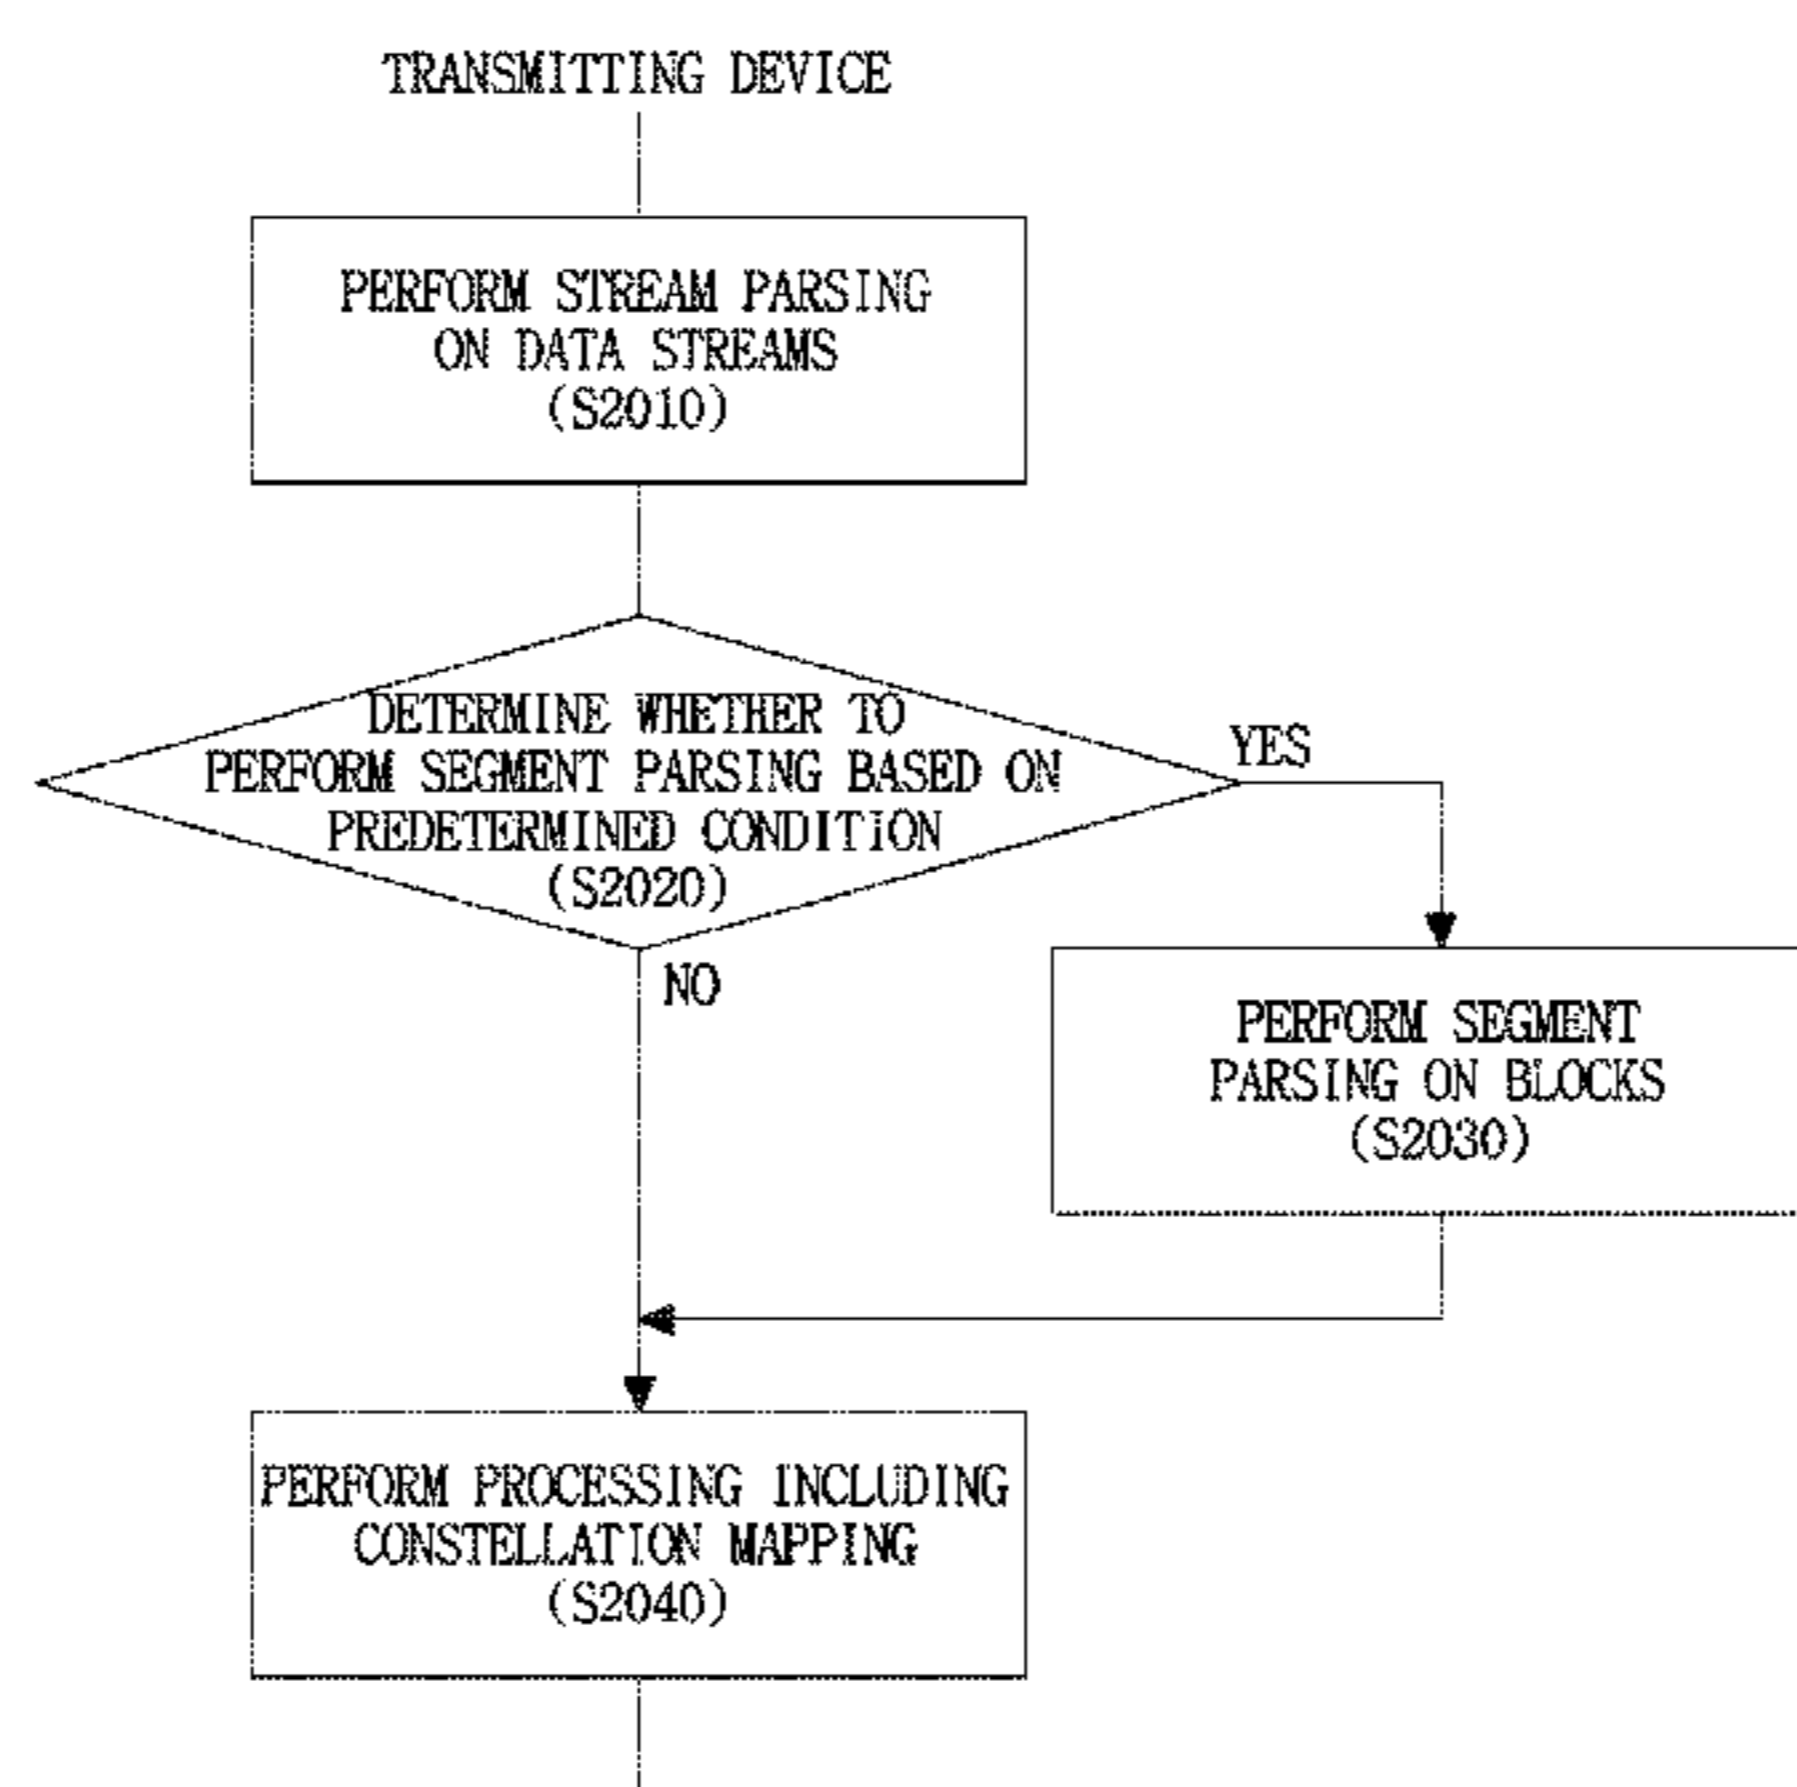 TRANSMITTING DEVICE
PERFORM STREAM PARSING
ON DATA STREAMS
(S2010)
DETERMINE WHETHER TO
PERFORM SEGMENT PARSING BASED ON
PREDETERMINED CONDITION
(S2020)
YES
NO
PERFORM SEGMENT
PARSING ON BLOCKS
(S2030)
PERFORM PROCESSING INCLUDING
CONSTELLATION MAPPING
(S2040)